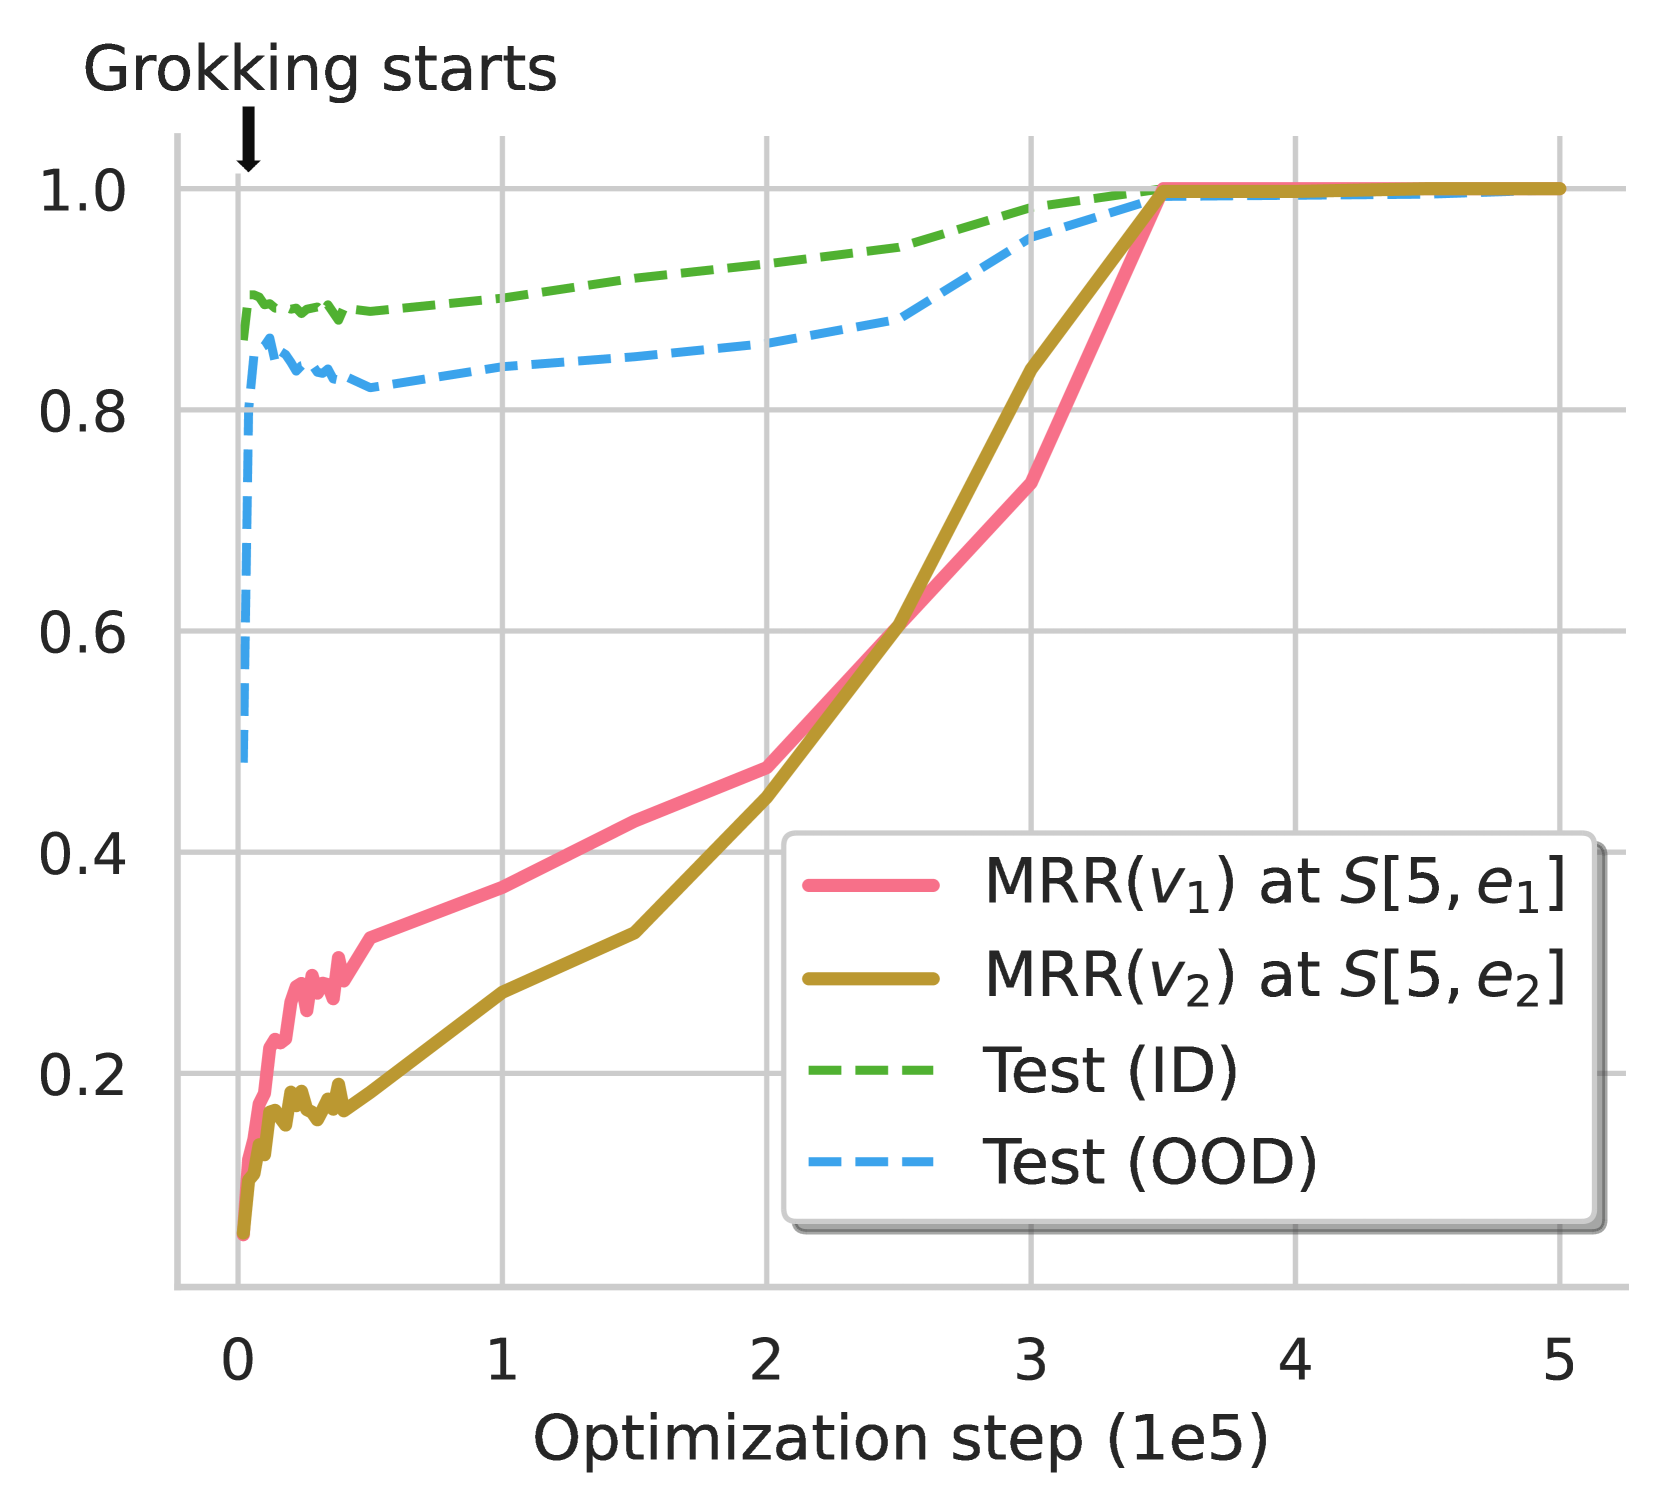 Grokking starts
1.0
0.8
0.6
0.4
0.2
MRR(v₁) at S[5, e₁]
MRR(v₂) at S[5, e₂]
Test (ID)
Test (OOD)
0 1 2 3 4 5
Optimization step (1e5)